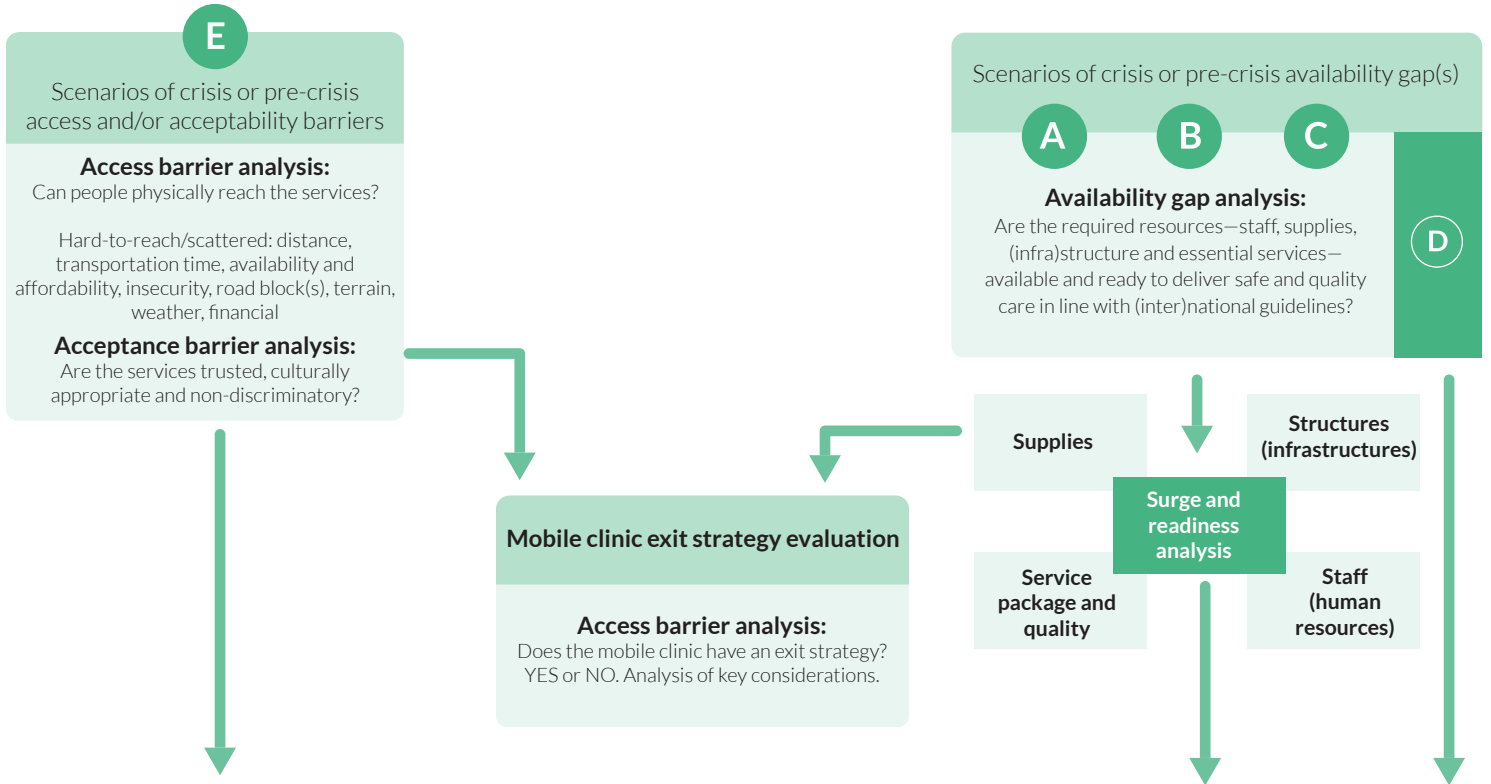 E
Scenarios of crisis or pre-crisis
access and/or acceptability barriers
Access barrier analysis:
Can people physically reach the services?
Hard-to-reach/scattered: distance,
transportation time, availability and
affordability, insecurity, road block(s), terrain,
weather, financial
Acceptance barrier analysis:
Are the services trusted, culturally
appropriate and non-discriminatory?
Scenarios of crisis or pre-crisis availability gap(s)
A
B
C
D
Availability gap analysis:
Are the required resources—staff, supplies,
(infra)structure and essential services—
available and ready to deliver safe and quality
care in line with (inter)national guidelines?
Supplies
Structures
(infrastructures)
Surge and
readiness
analysis
Service
package and
quality
Staff
(human
resources)
Mobile clinic exit strategy evaluation
Access barrier analysis:
Does the mobile clinic have an exit strategy?
YES or NO. Analysis of key considerations.